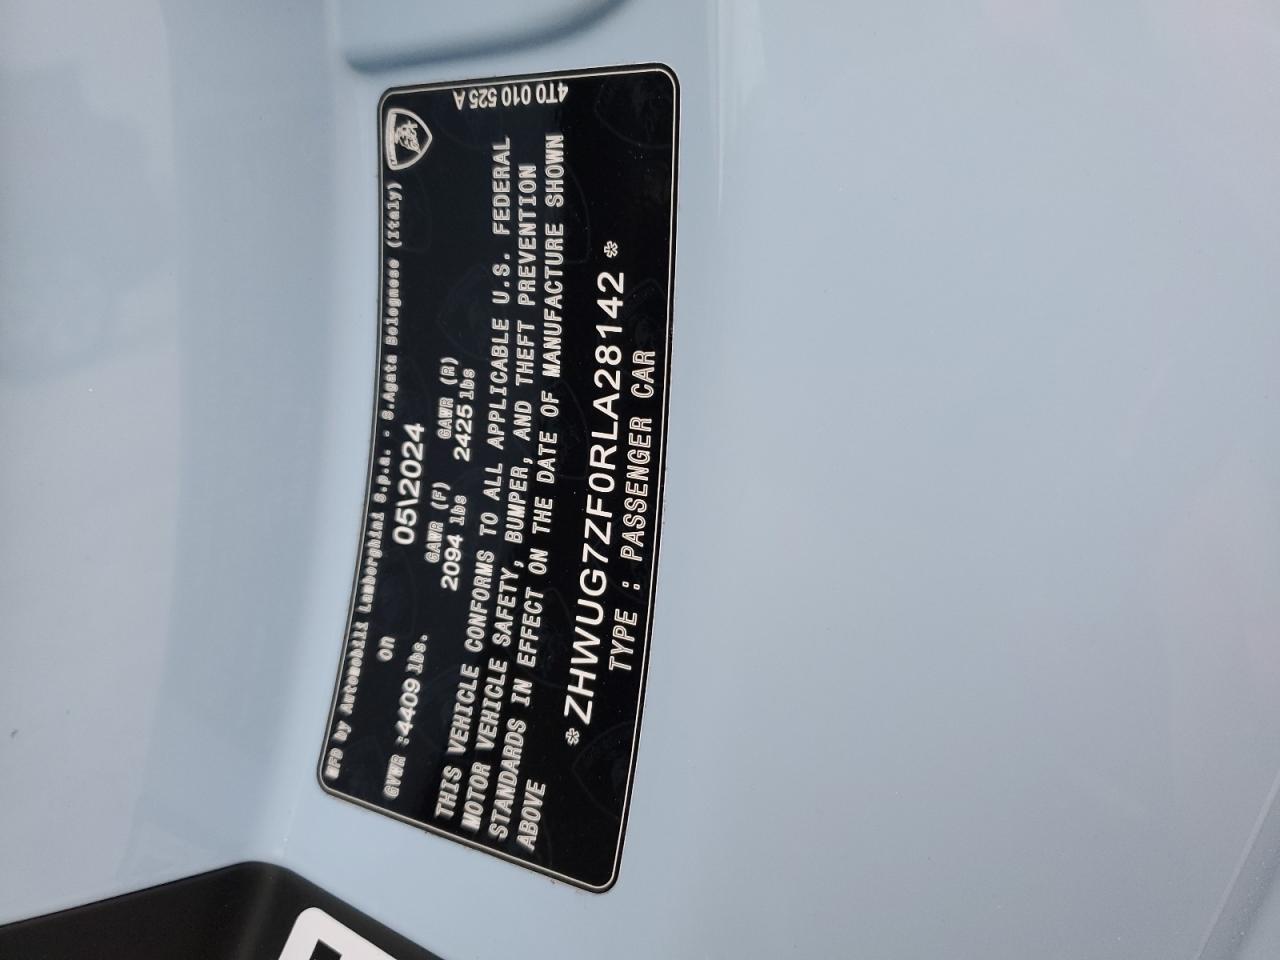 MFD by Automobili Lamborghini S.p.a. - S.Agata Bolognese (Italy)
on 05\2024
GVWR :4409 lbs.
GAWR (F) GAWR (R)
2094 lbs 2425 lbs
THIS VEHICLE CONFORMS TO ALL APPLICABLE U.S. FEDERAL
MOTOR VEHICLE SAFETY, BUMPER, AND THEFT PREVENTION
STANDARDS IN EFFECT ON THE DATE OF MANUFACTURE SHOWN
ABOVE
* ZHWUG7ZF0RLA28142 *
TYPE : PASSENGER CAR
4T0 010 525 A